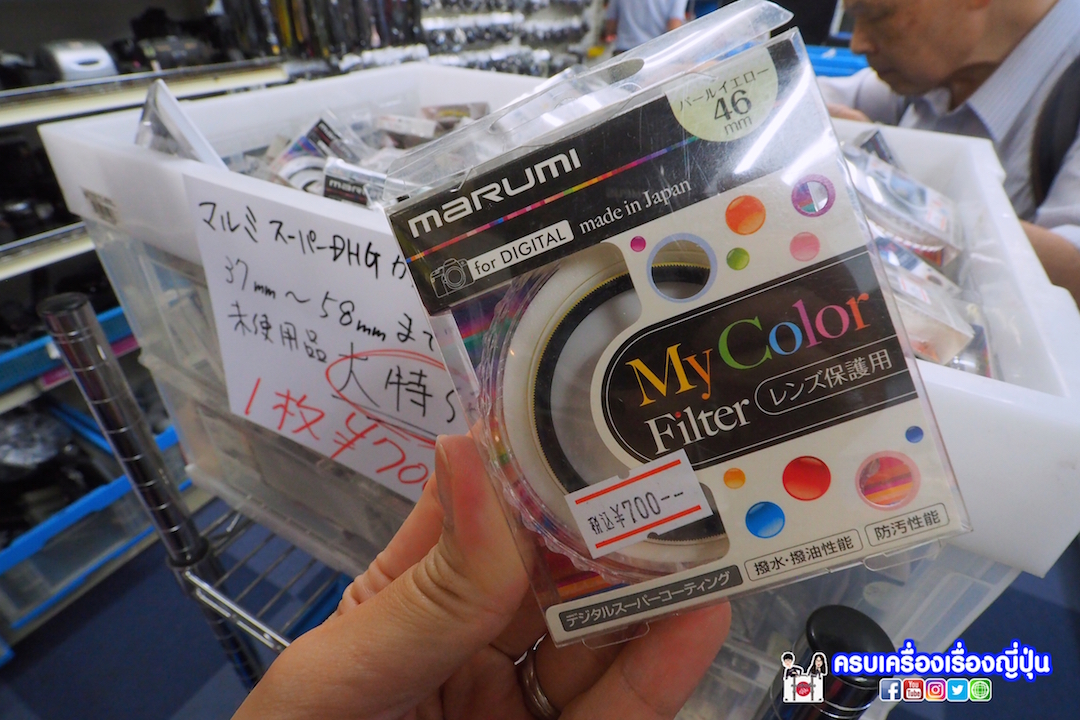 マルミ スーパーDHG
37mm～58mmまで
未使用品 大特
1枚¥70
marumi
パールイエロー
46
mm
marumi
for DIGITAL
made in Japan
My Color
Filter
レンズ保護用
税込¥700--
撥水・撥油性能
防汚性能
デジタルスーパーコーティング
ครบเครื่องเรื่องญี่ปุ่น
You
Tube